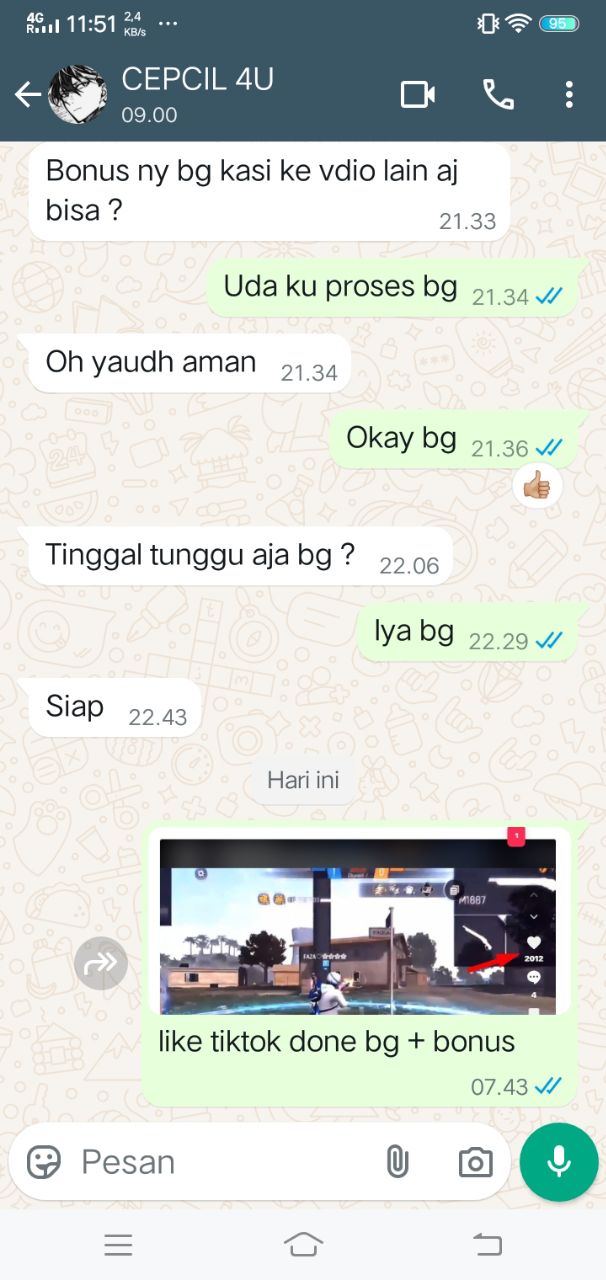 4G
R
11:51
2,4
KB/s
...
95
CEPCIL 4U
09.00
Bonus ny bg kasi ke vdio lain aj
bisa ?
21.33
Uda ku proses bg 21.34
Oh yaudh aman 21.34
Okay bg 21.36
Tinggal tunggu aja bg ? 22.06
Iya bg 22.29
Siap 22.43
Hari ini
1
M1887
FAZA
2012
4
like tiktok done bg + bonus
07.43
Pesan